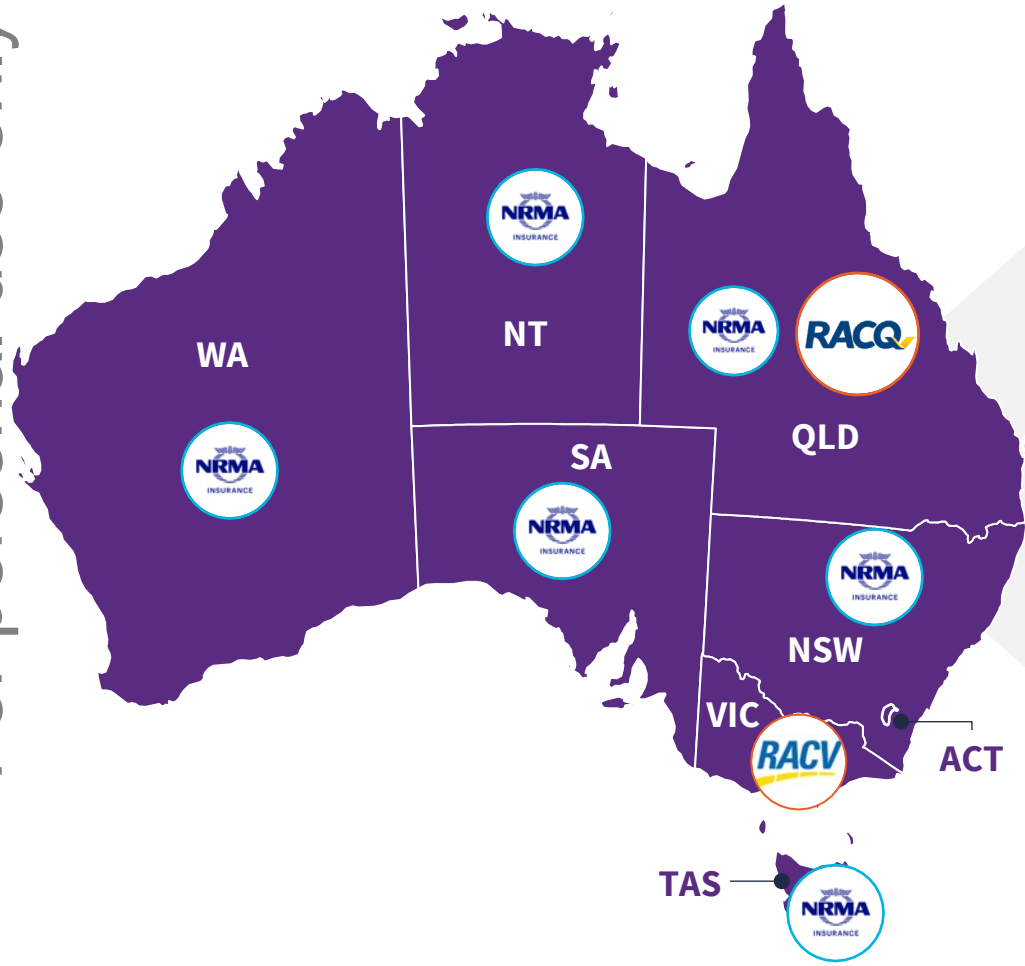 NRMA
INSURANCE
NT
NRMA
INSURANCE
RACQ
WA
QLD
SA
NRMA
INSURANCE
NRMA
INSURANCE
NRMA
INSURANCE
NSW
VIC
RACV
ACT
TAS
NRMA
INSURANCE